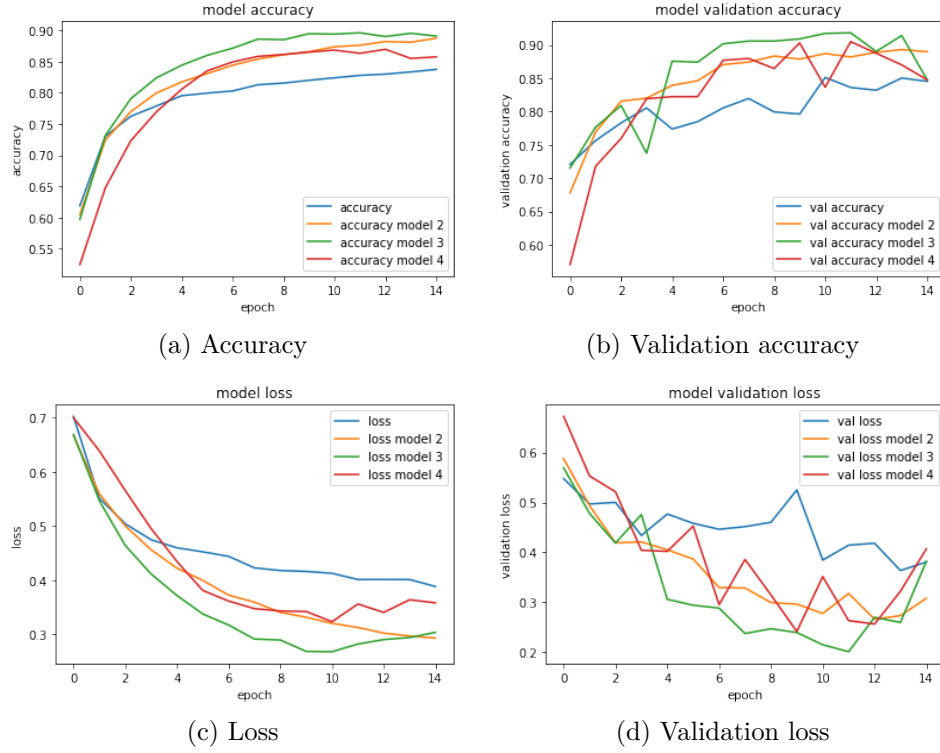 model accuracy
0.90
0.85
0.80
0.75
0.70
0.65
0.60
0.55
accuracy
accuracy
accuracy model 2
accuracy model 3
accuracy model 4
0 2 4 6 8 10 12 14
epoch
(a) Accuracy
model validation accuracy
0.90
0.85
0.80
0.75
0.70
0.65
0.60
validation accuracy
val accuracy
val accuracy model 2
val accuracy model 3
val accuracy model 4
0 2 4 6 8 10 12 14
epoch
(b) Validation accuracy
model loss
0.7
0.6
0.5
0.4
0.3
loss
loss
loss model 2
loss model 3
loss model 4
0 2 4 6 8 10 12 14
epoch
(c) Loss
model validation loss
0.6
0.5
0.4
0.3
0.2
validation loss
val loss
val loss model 2
val loss model 3
val loss model 4
0 2 4 6 8 10 12 14
epoch
(d) Validation loss